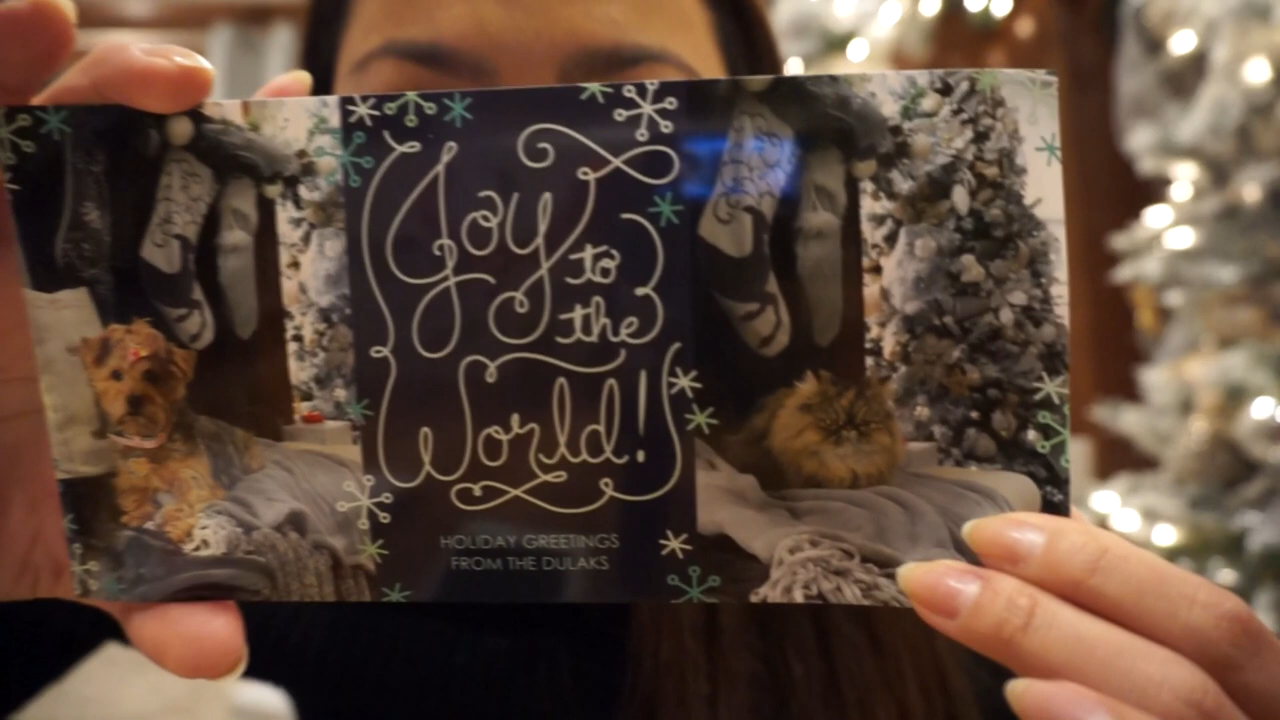 Joy
to
the
World!
HOLIDAY GREETINGS
FROM THE DULAKS